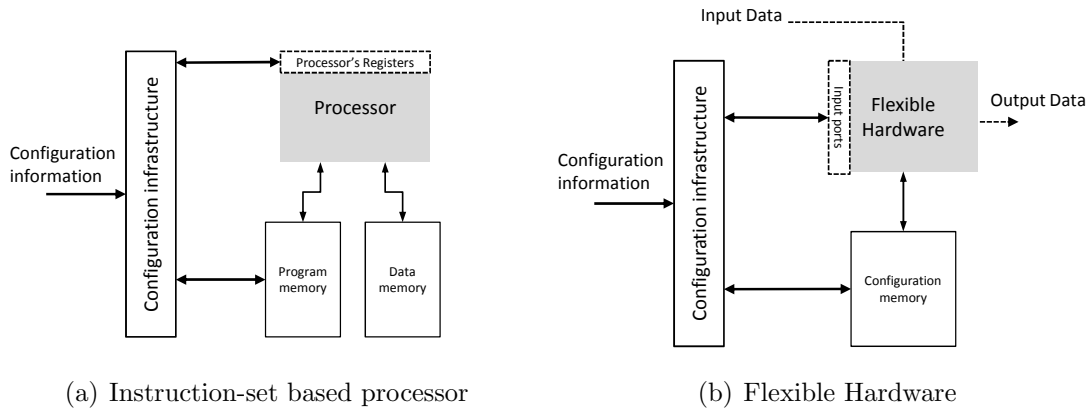 Processor's Registers
Processor
Configuration infrastructure
Configuration
information
Program
memory
Data
memory
(a) Instruction-set based processor
Input Data
Input ports
Flexible
Hardware
Output Data
Configuration infrastructure
Configuration
information
Configuration
memory
(b) Flexible Hardware